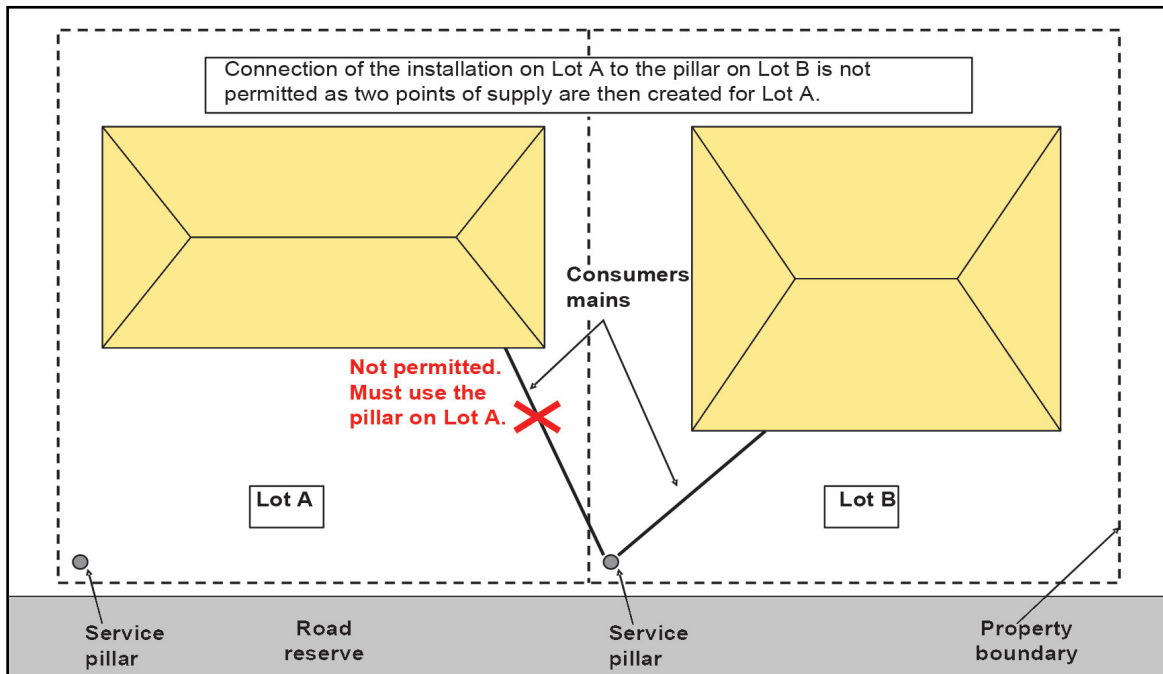 Connection of the installation on Lot A to the pillar on Lot B is not
permitted as two points of supply are then created for Lot A.
Consumers
mains
Not permitted.
Must use the
pillar on Lot A.
Lot A
Lot B
Service
pillar
Road
reserve
Service
pillar
Property
boundary